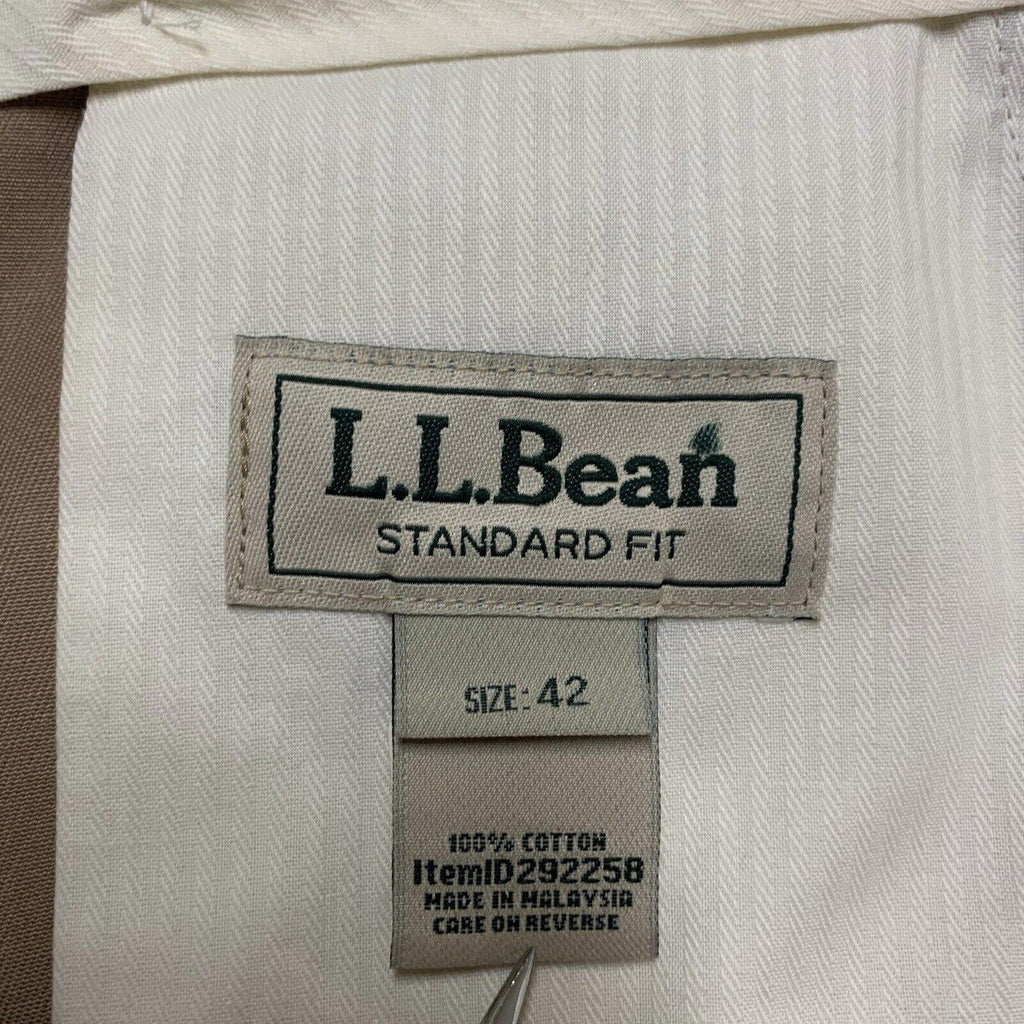 L.L.Bean
STANDARD FIT
SIZE: 42
100% COTTON
ItemID292258
MADE IN MALAYSIA
CARE ON REVERSE